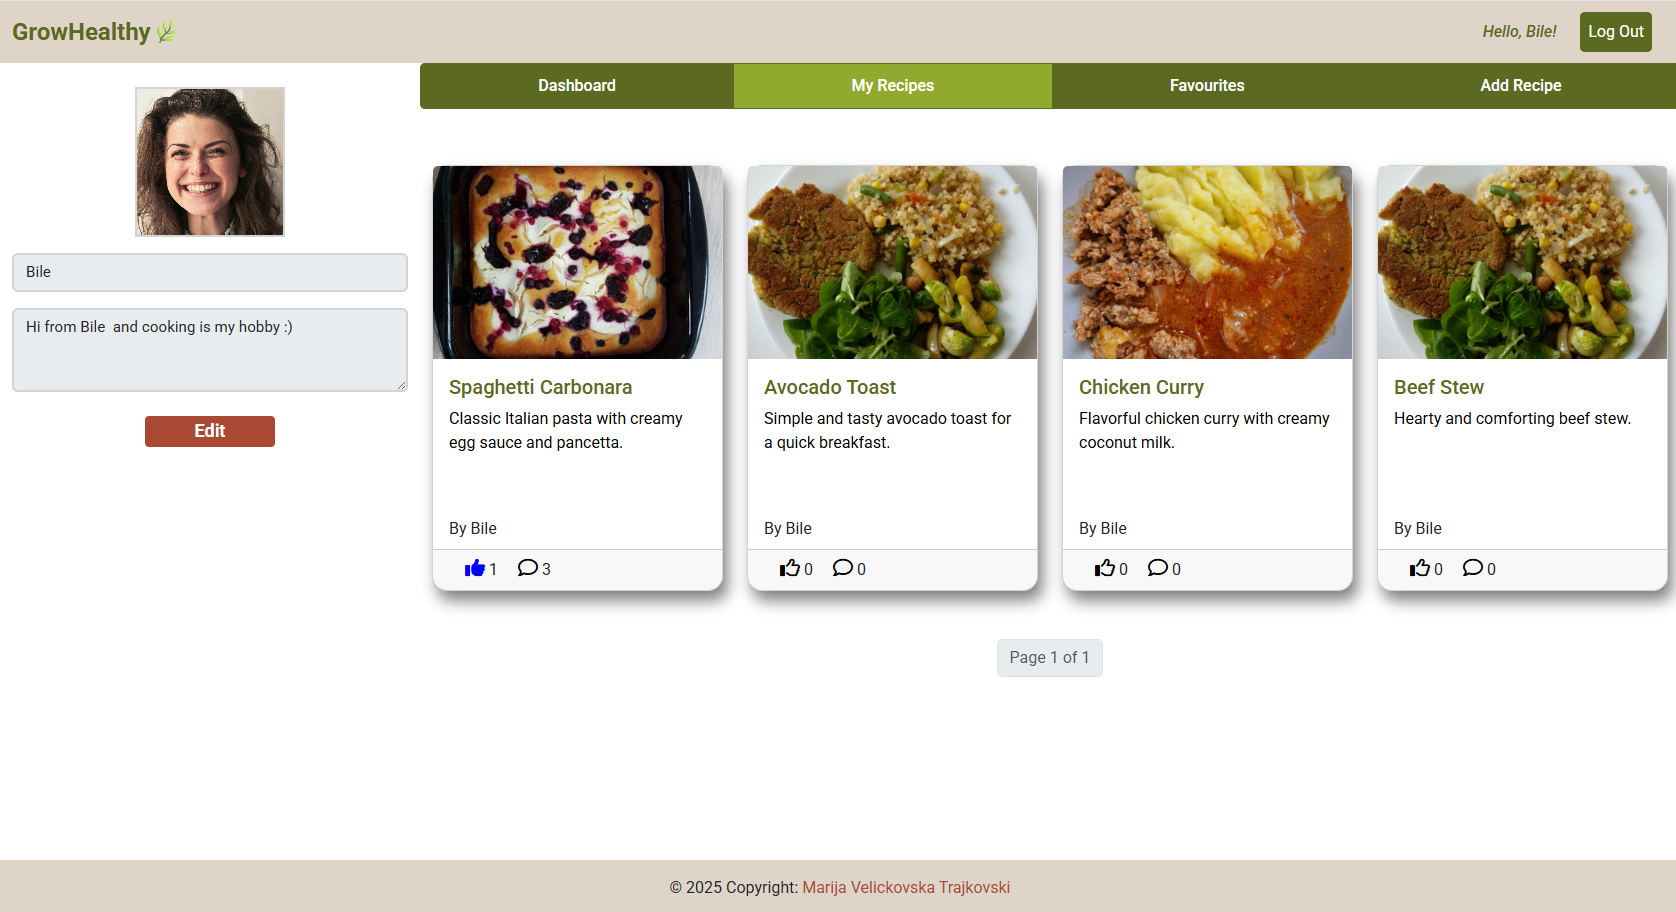 GrowHealthy
Hello, Bile!
Log Out
Dashboard
My Recipes
Favourites
Add Recipe
Bile
Hi from Bile  and cooking is my hobby :)
Edit
Spaghetti Carbonara
Classic Italian pasta with creamy
egg sauce and pancetta.
By Bile
1
3
Avocado Toast
Simple and tasty avocado toast for
a quick breakfast.
By Bile
0
0
Chicken Curry
Flavorful chicken curry with creamy
coconut milk.
By Bile
0
0
Beef Stew
Hearty and comforting beef stew.
By Bile
0
0
Page 1 of 1
© 2025 Copyright: Marija Velickovska Trajkovski